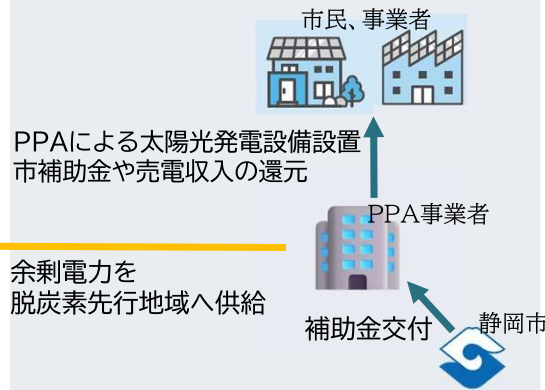 市民、事業者
PPAによる太陽光発電設備設置
市補助金や売電収入の還元
PPA事業者
余剰電力を
脱炭素先行地域へ供給
補助金交付
静岡市